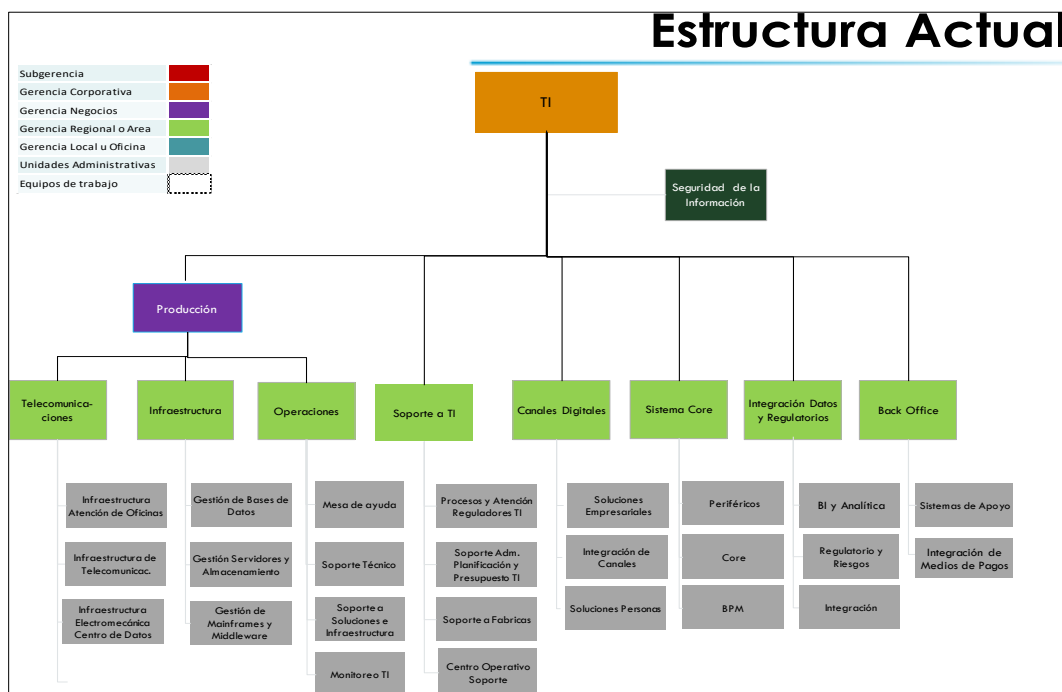 Estructura Actual
Subgerencia
Gerencia Corporativa
Gerencia Negocios
Gerencia Regional o Area
Gerencia Local u Oficina
Unidades Administrativas
Equipos de trabajo
TI
Seguridad de la
Información
Producción
Telecomunica-
ciones
Infraestructura
Operaciones
Soporte a TI
Canales Digitales
Sistema Core
Integración Datos
y Regulatorios
Back Office
Infraestructura
Atención de Oficinas
Infraestructura de
Telecomunicac.
Infraestructura
Electromecánica
Centro de Datos
Gestión de Bases de
Datos
Gestión Servidores y
Almacenamiento
Gestión de
Mainframes y
Middleware
Mesa de ayuda
Soporte Técnico
Soporte a
Soluciones e
Infraestructura
Monitoreo TI
Procesos y Atención
Reguladores TI
Soporte Adm.
Planificación y
Presupuesto TI
Soporte a Fabricas
Centro Operativo
Soporte
Soluciones
Empresariales
Integración de
Canales
Soluciones Personas
Periféricos
Core
BPM
BI y Analítica
Regulatorio y
Riesgos
Integración
Sistemas de Apoyo
Integración de
Medios de Pagos